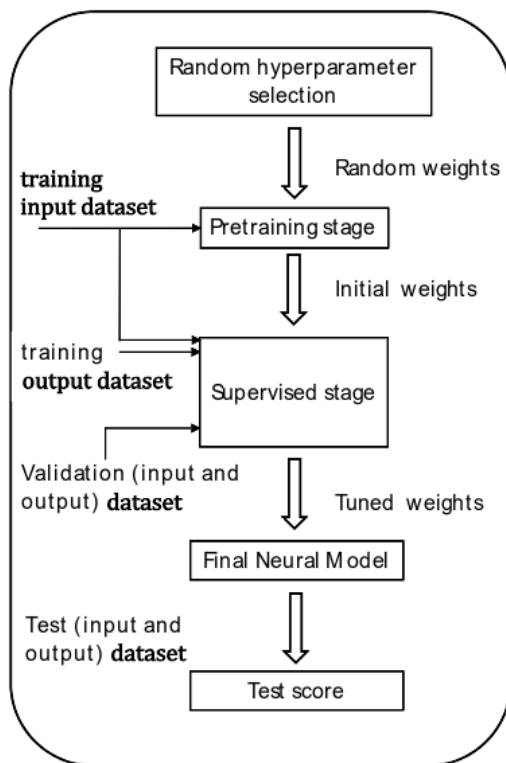 Random hyperparameter
selection
Random weights
training
input dataset
Pretraining stage
Initial weights
training
output dataset
Supervised stage
Validation (input and
output) dataset
Tuned weights
Final Neural Model
Test (input and
output) dataset
Test score